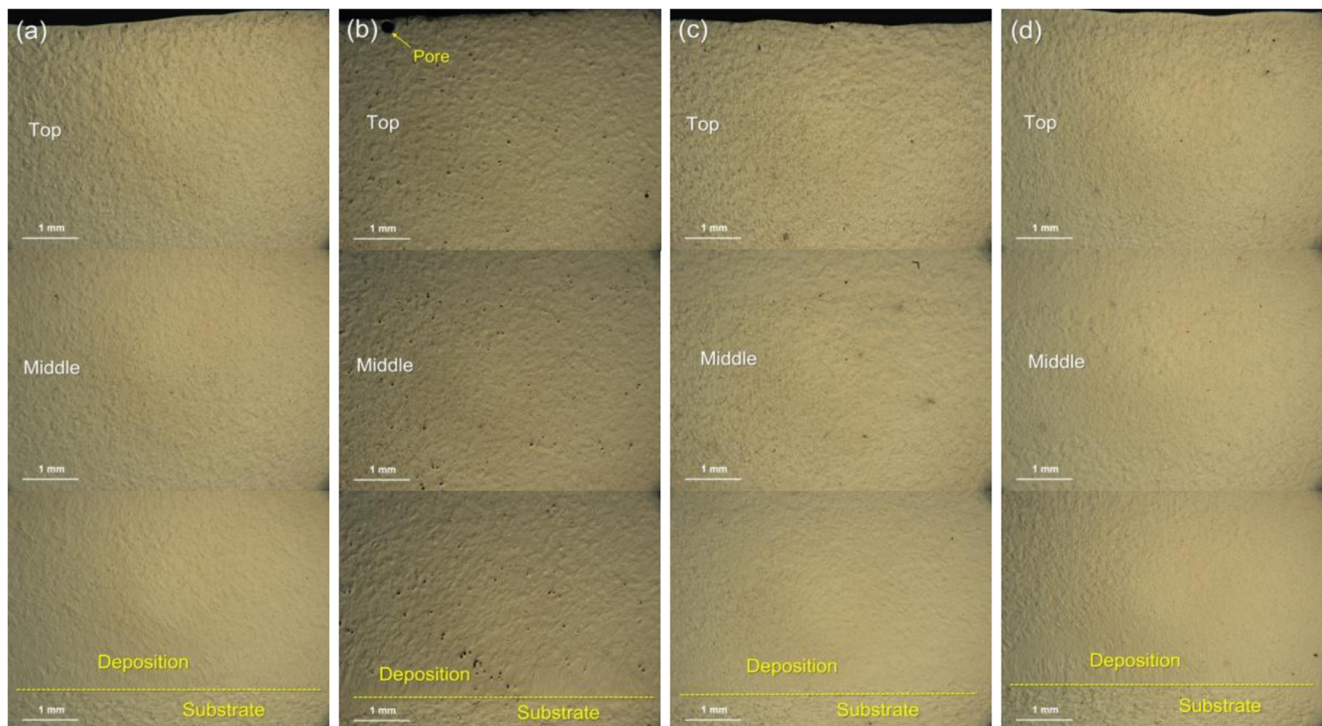 (a)
Top
1 mm
Middle
1 mm
Deposition
Substrate
1 mm
(b)
Pore
Top
1 mm
Middle
1 mm
Deposition
Substrate
1 mm
(c)
Top
1 mm
Middle
1 mm
Deposition
Substrate
1 mm
(d)
Top
1 mm
Middle
1 mm
Deposition
Substrate
1 mm